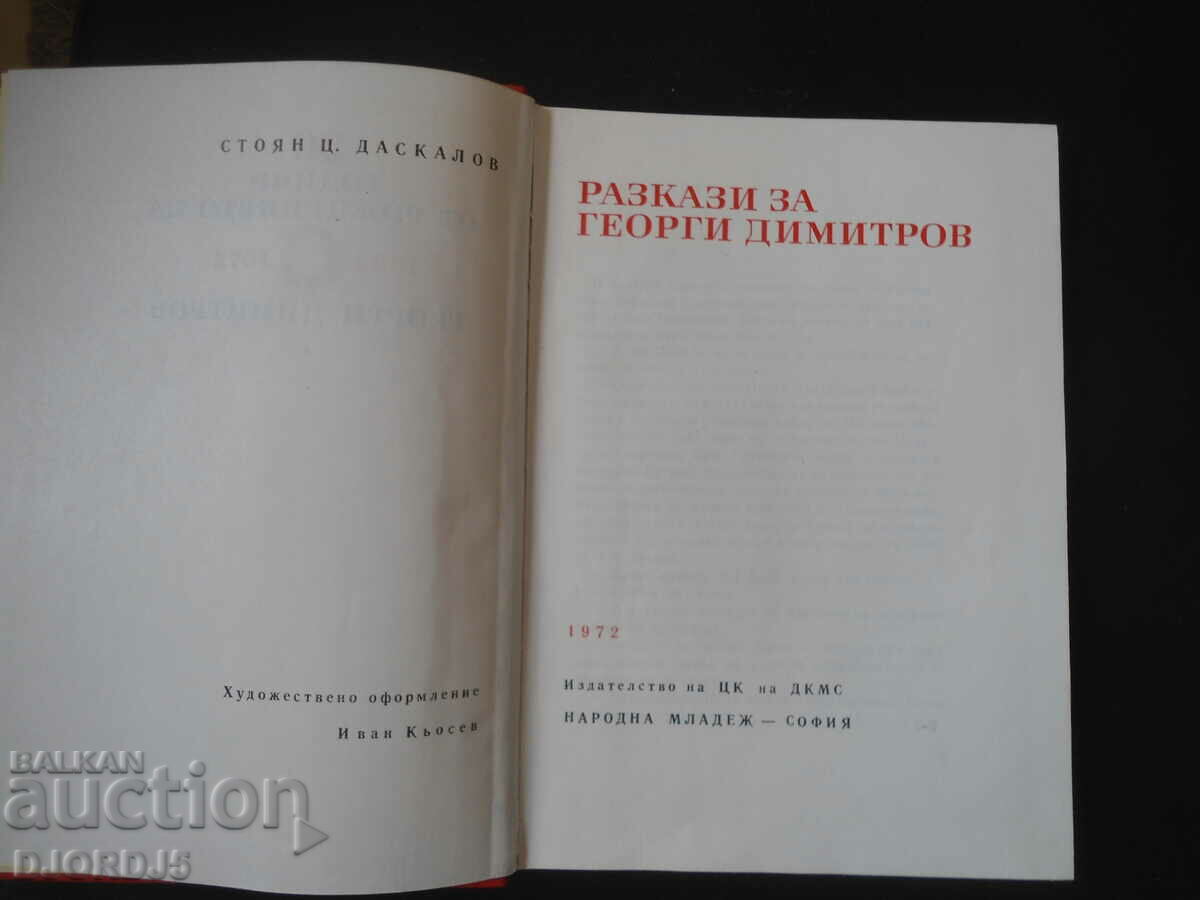 СТОЯН Ц. ДАСКАЛОВ
Художествено оформление
Иван Кьосев
РАЗКАЗИ ЗА
ГЕОРГИ ДИМИТРОВ
1972
Издателство на ЦК на ДКМС
НАРОДНА МЛАДЕЖ — СОФИЯ
BALKAN
auction
DJORDJ5